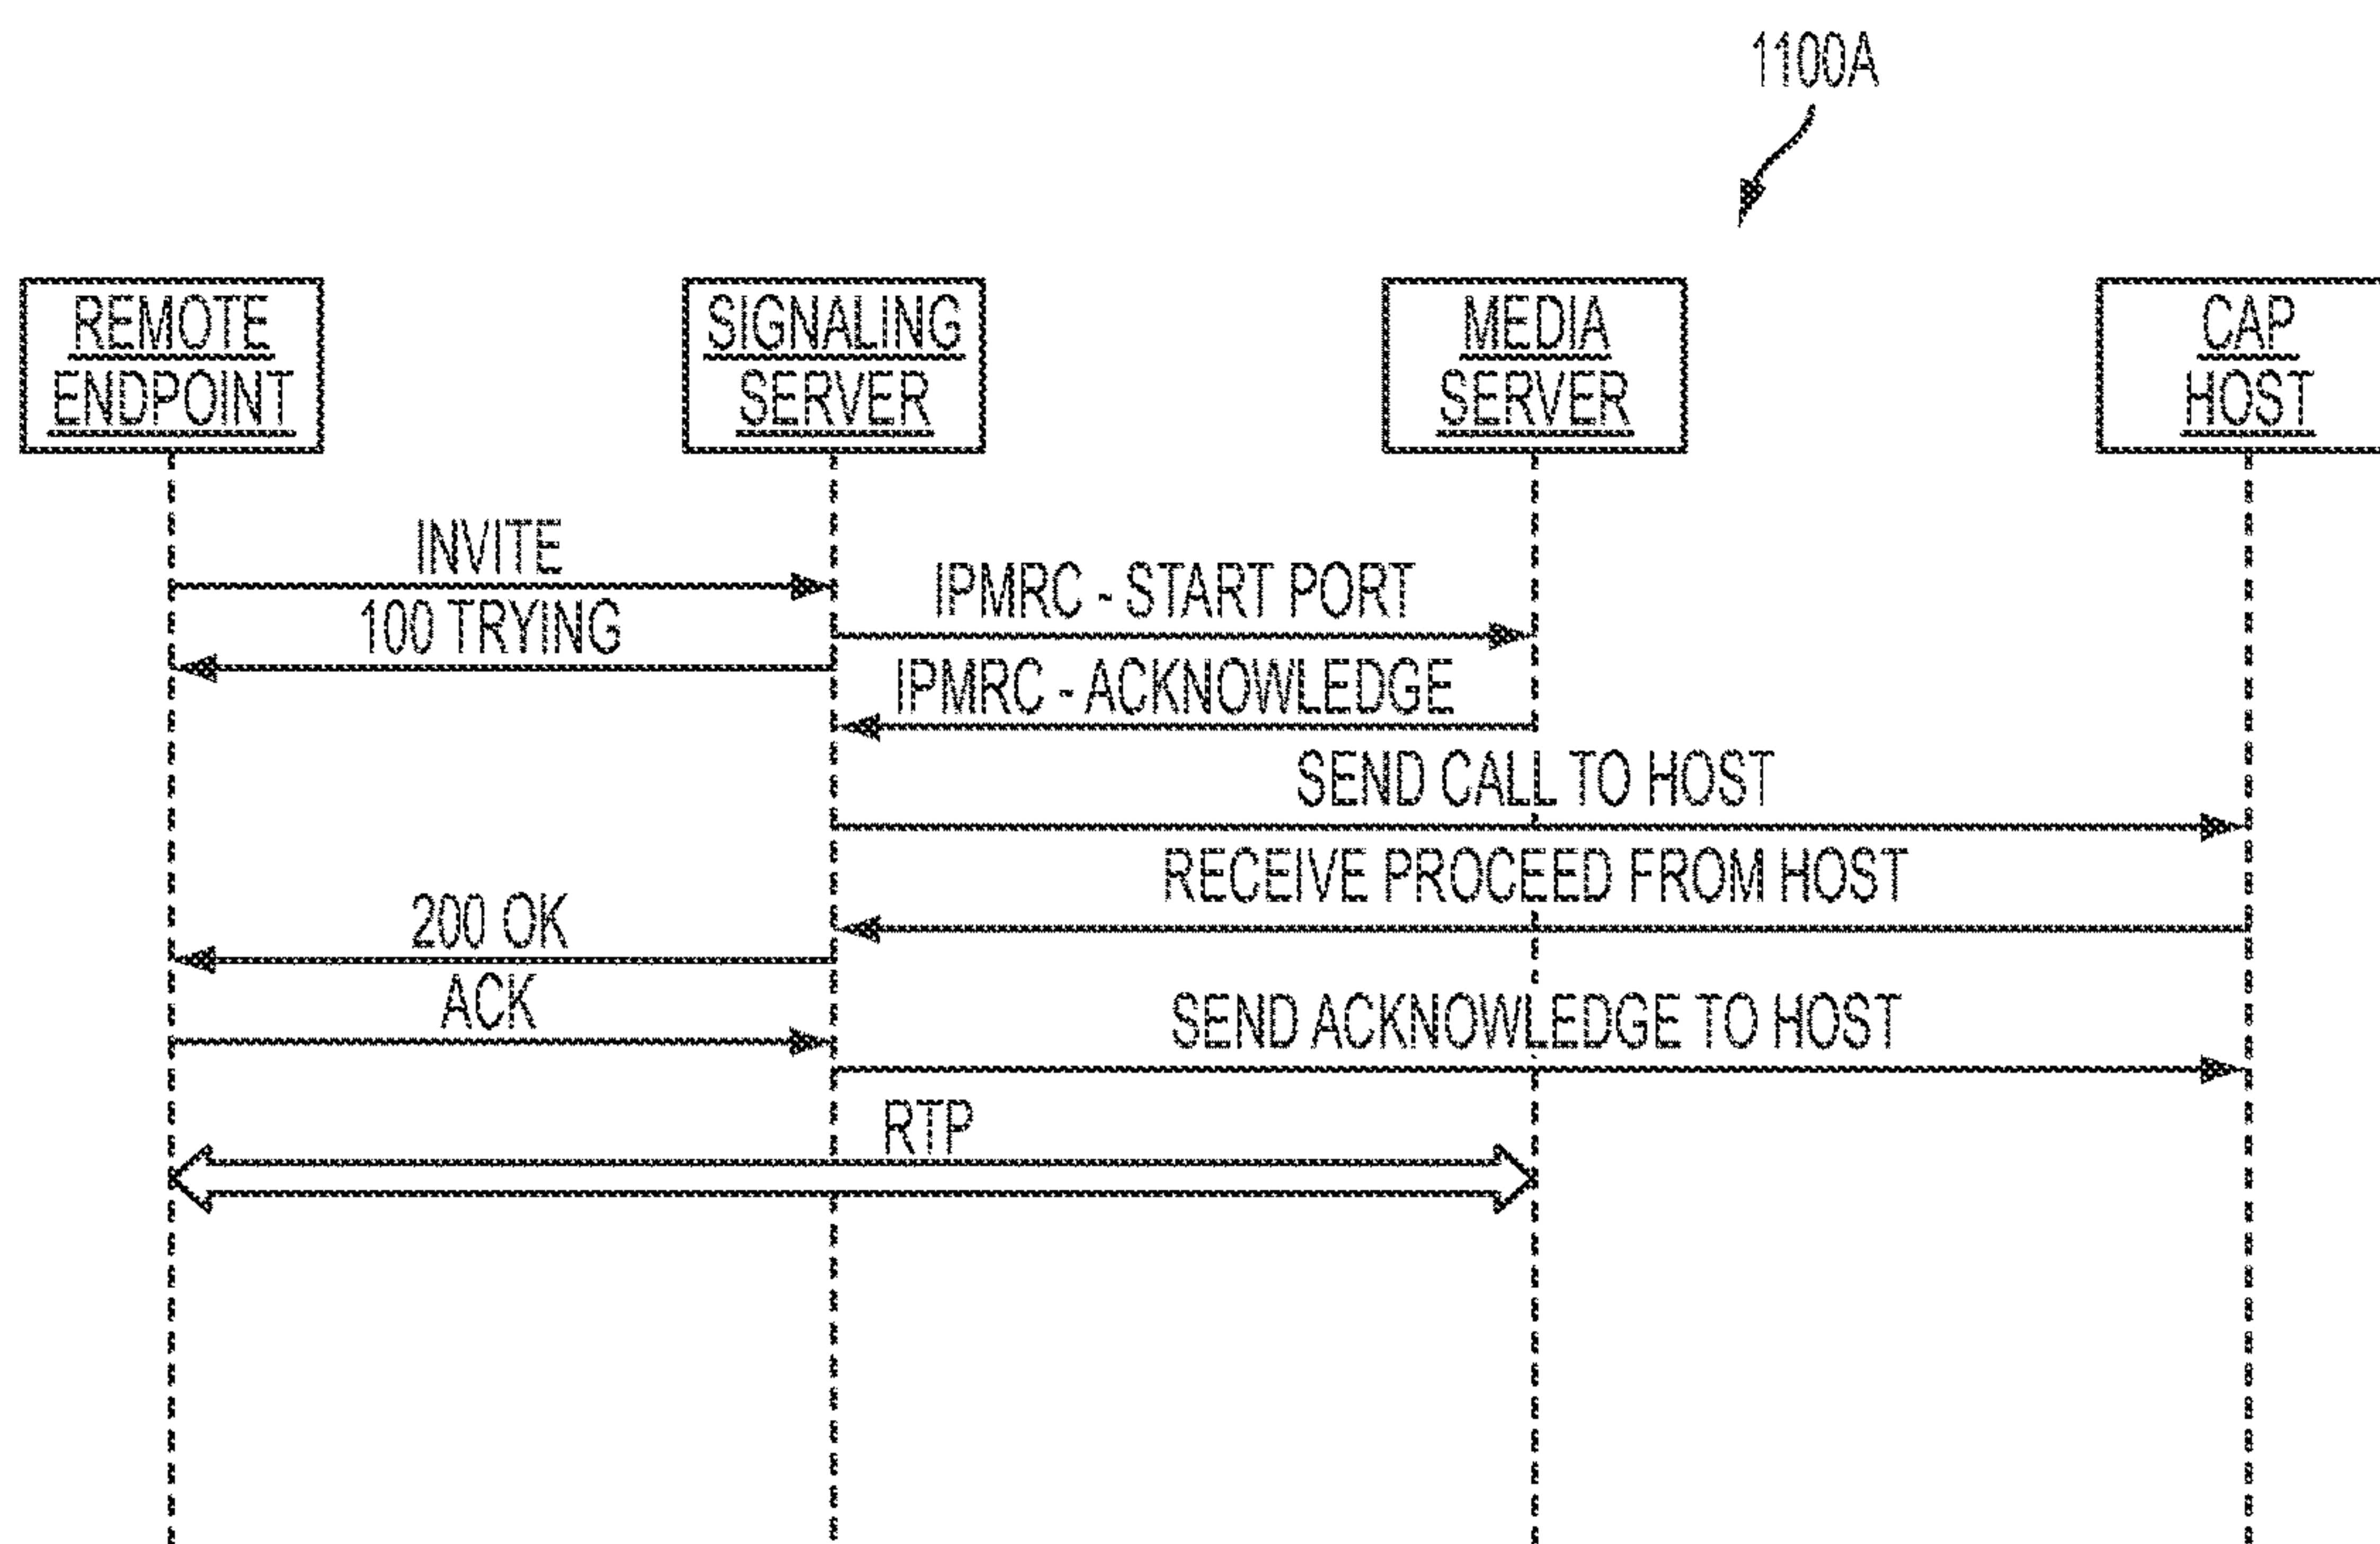 1100A
REMOTE
ENDPOINT
SIGNALING
SERVER
MEDIA
SERVER
CAP
HOST
INVITE
IPMRC - START PORT
100 TRYING
IPMRC - ACKNOWLEDGE
SEND CALL TO HOST
RECEIVE PROCEED FROM HOST
200 OK
ACK
SEND ACKNOWLEDGE TO HOST
RTP